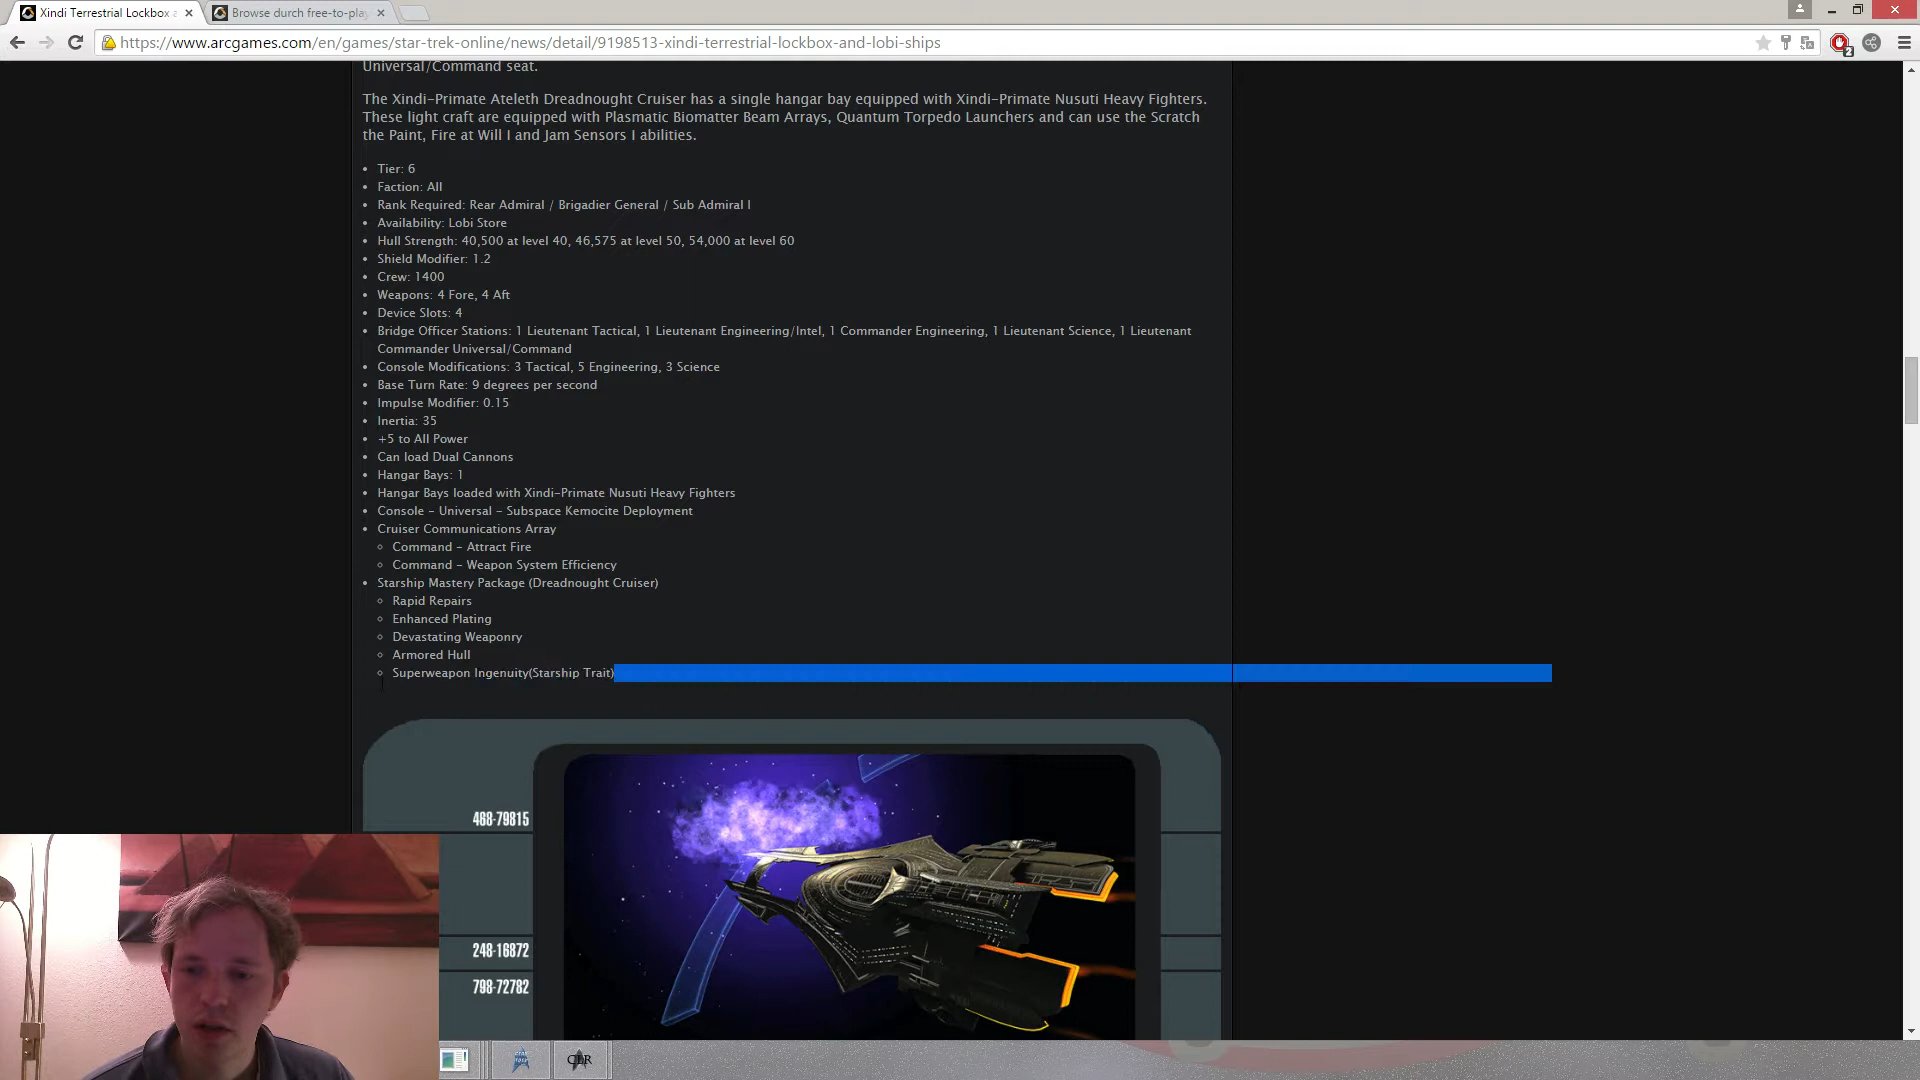 Xindi Terrestrial Lockbox a
Browse durch free-to-pla
https://www.arcgames.com/en/games/star-trek-online/news/detail/9198513-xindi-terrestrial-lockbox-and-lobi-ships
2
Universal/Command seat.
The Xindi-Primate Ateleth Dreadnought Cruiser has a single hangar bay equipped with Xindi-Primate Nusuti Heavy Fighters.
These light craft are equipped with Plasmatic Biomatter Beam Arrays, Quantum Torpedo Launchers and can use the Scratch
the Paint, Fire at Will I and Jam Sensors I abilities.
Tier: 6
Faction: All
Rank Required: Rear Admiral / Brigadier General / Sub Admiral I
Availability: Lobi Store
Hull Strength: 40,500 at level 40, 46,575 at level 50, 54,000 at level 60
Shield Modifier: 1.2
Crew: 1400
Weapons: 4 Fore, 4 Aft
Device Slots: 4
Bridge Officer Stations: 1 Lieutenant Tactical, 1 Lieutenant Engineering/Intel, 1 Commander Engineering, 1 Lieutenant Science, 1 Lieutenant
Commander Universal/Command
Console Modifications: 3 Tactical, 5 Engineering, 3 Science
Base Turn Rate: 9 degrees per second
Impulse Modifier: 0.15
Inertia: 35
+5 to All Power
Can load Dual Cannons
Hangar Bays: 1
Hangar Bays loaded with Xindi-Primate Nusuti Heavy Fighters
Console - Universal - Subspace Kemocite Deployment
Cruiser Communications Array
Command - Attract Fire
Command - Weapon System Efficiency
Starship Mastery Package (Dreadnought Cruiser)
Rapid Repairs
Enhanced Plating
Devastating Weaponry
Armored Hull
Superweapon Ingenuity(Starship Trait)
468-79815
248-16872
798-72782
CLR